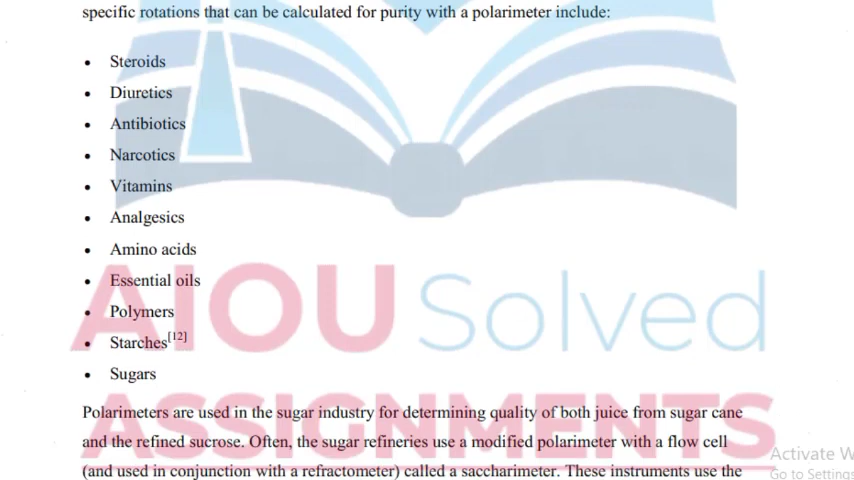 specific rotations that can be calculated for purity with a polarimeter include:
• Steroids
• Diuretics
• Antibiotics
• Narcotics
• Vitamins
• Analgesics
• Amino acids
• Essential oils
• Polymers
• Starches[12]
• Sugars
AIOU Solved
ASSIGNMENTS
Polarimeters are used in the sugar industry for determining quality of both juice from sugar cane
and the refined sucrose. Often, the sugar refineries use a modified polarimeter with a flow cell
(and used in conjunction with a refractometer) called a saccharimeter. These instruments use the
Activate W
Go to Settings